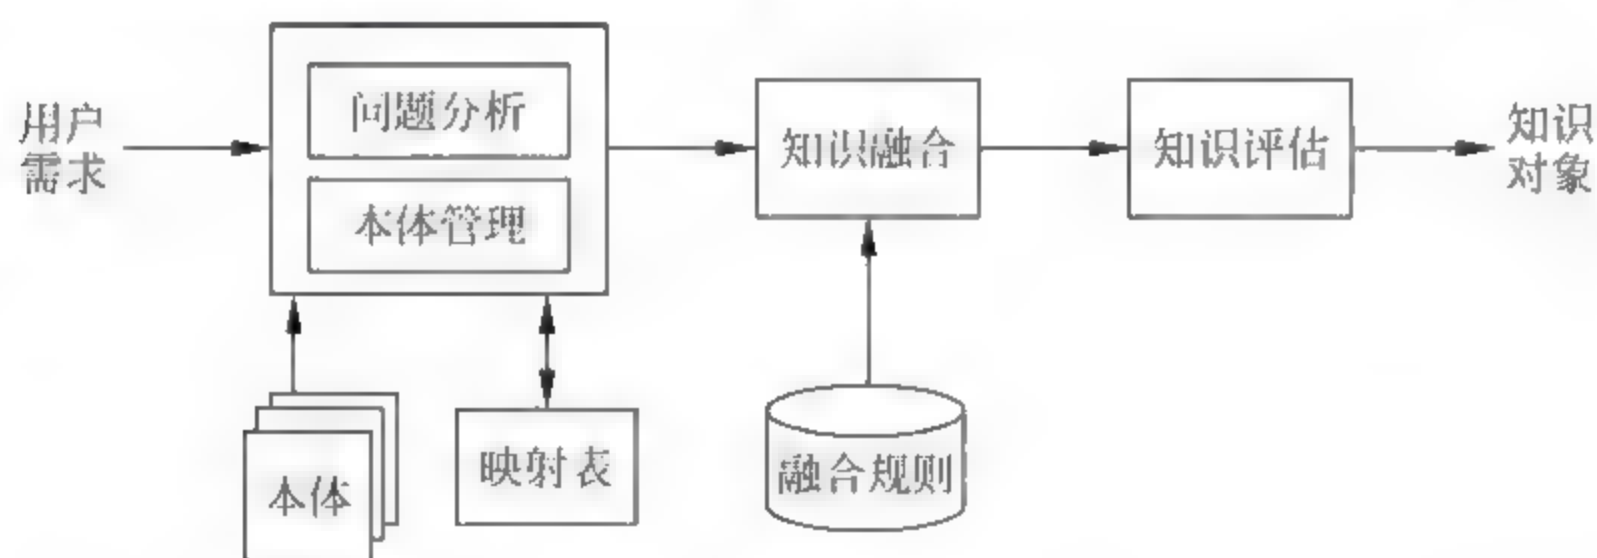 用户
需求
问题分析
本体管理
知识融合
知识评估
知识
对象
本体
映射表
融合规则